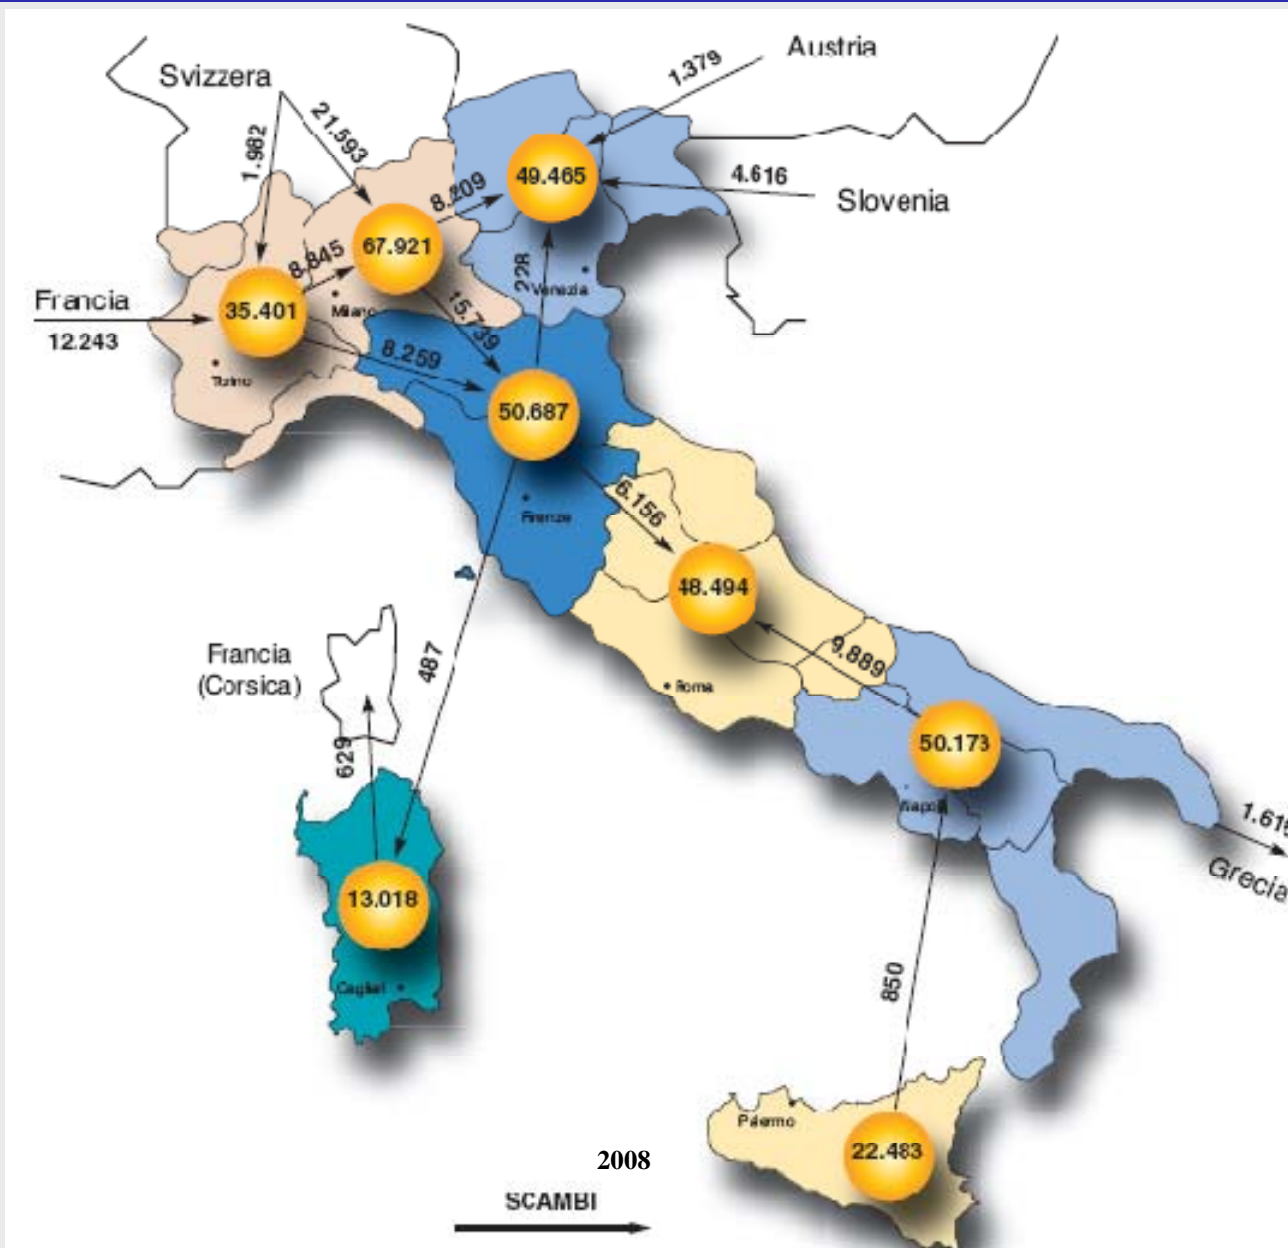 Austria
1.379
Svizzera
21.593
1.982
49.465
4.616
Slovenia
8.209
67.921
8.845
228
Venezia
Francia
12.243
35.401
Milano
15.739
8.259
Torino
50.687
6.156
Firenze
48.494
487
9.889
Francia
(Corsica)
Roma
629
50.173
Napoli
Grecia
13.018
Cagliari
850
Palermo
22.483
2008
SCAMBI